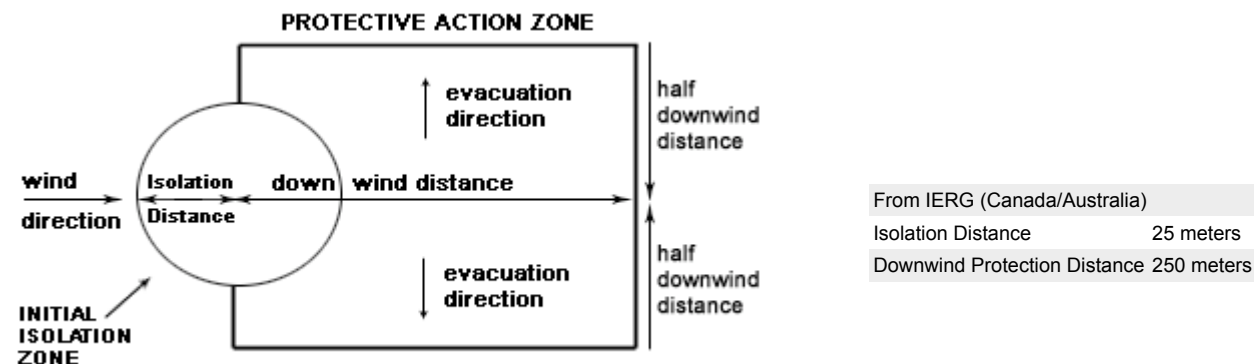 PROTECTIVE ACTION ZONE
evacuation
direction
half
downwind
distance
wind
direction
Isolation
Distance
down wind distance
evacuation
direction
half
downwind
distance
INITIAL
ISOLATION
ZONE
From IERG (Canada/Australia)
Isolation Distance 25 meters
Downwind Protection Distance 250 meters